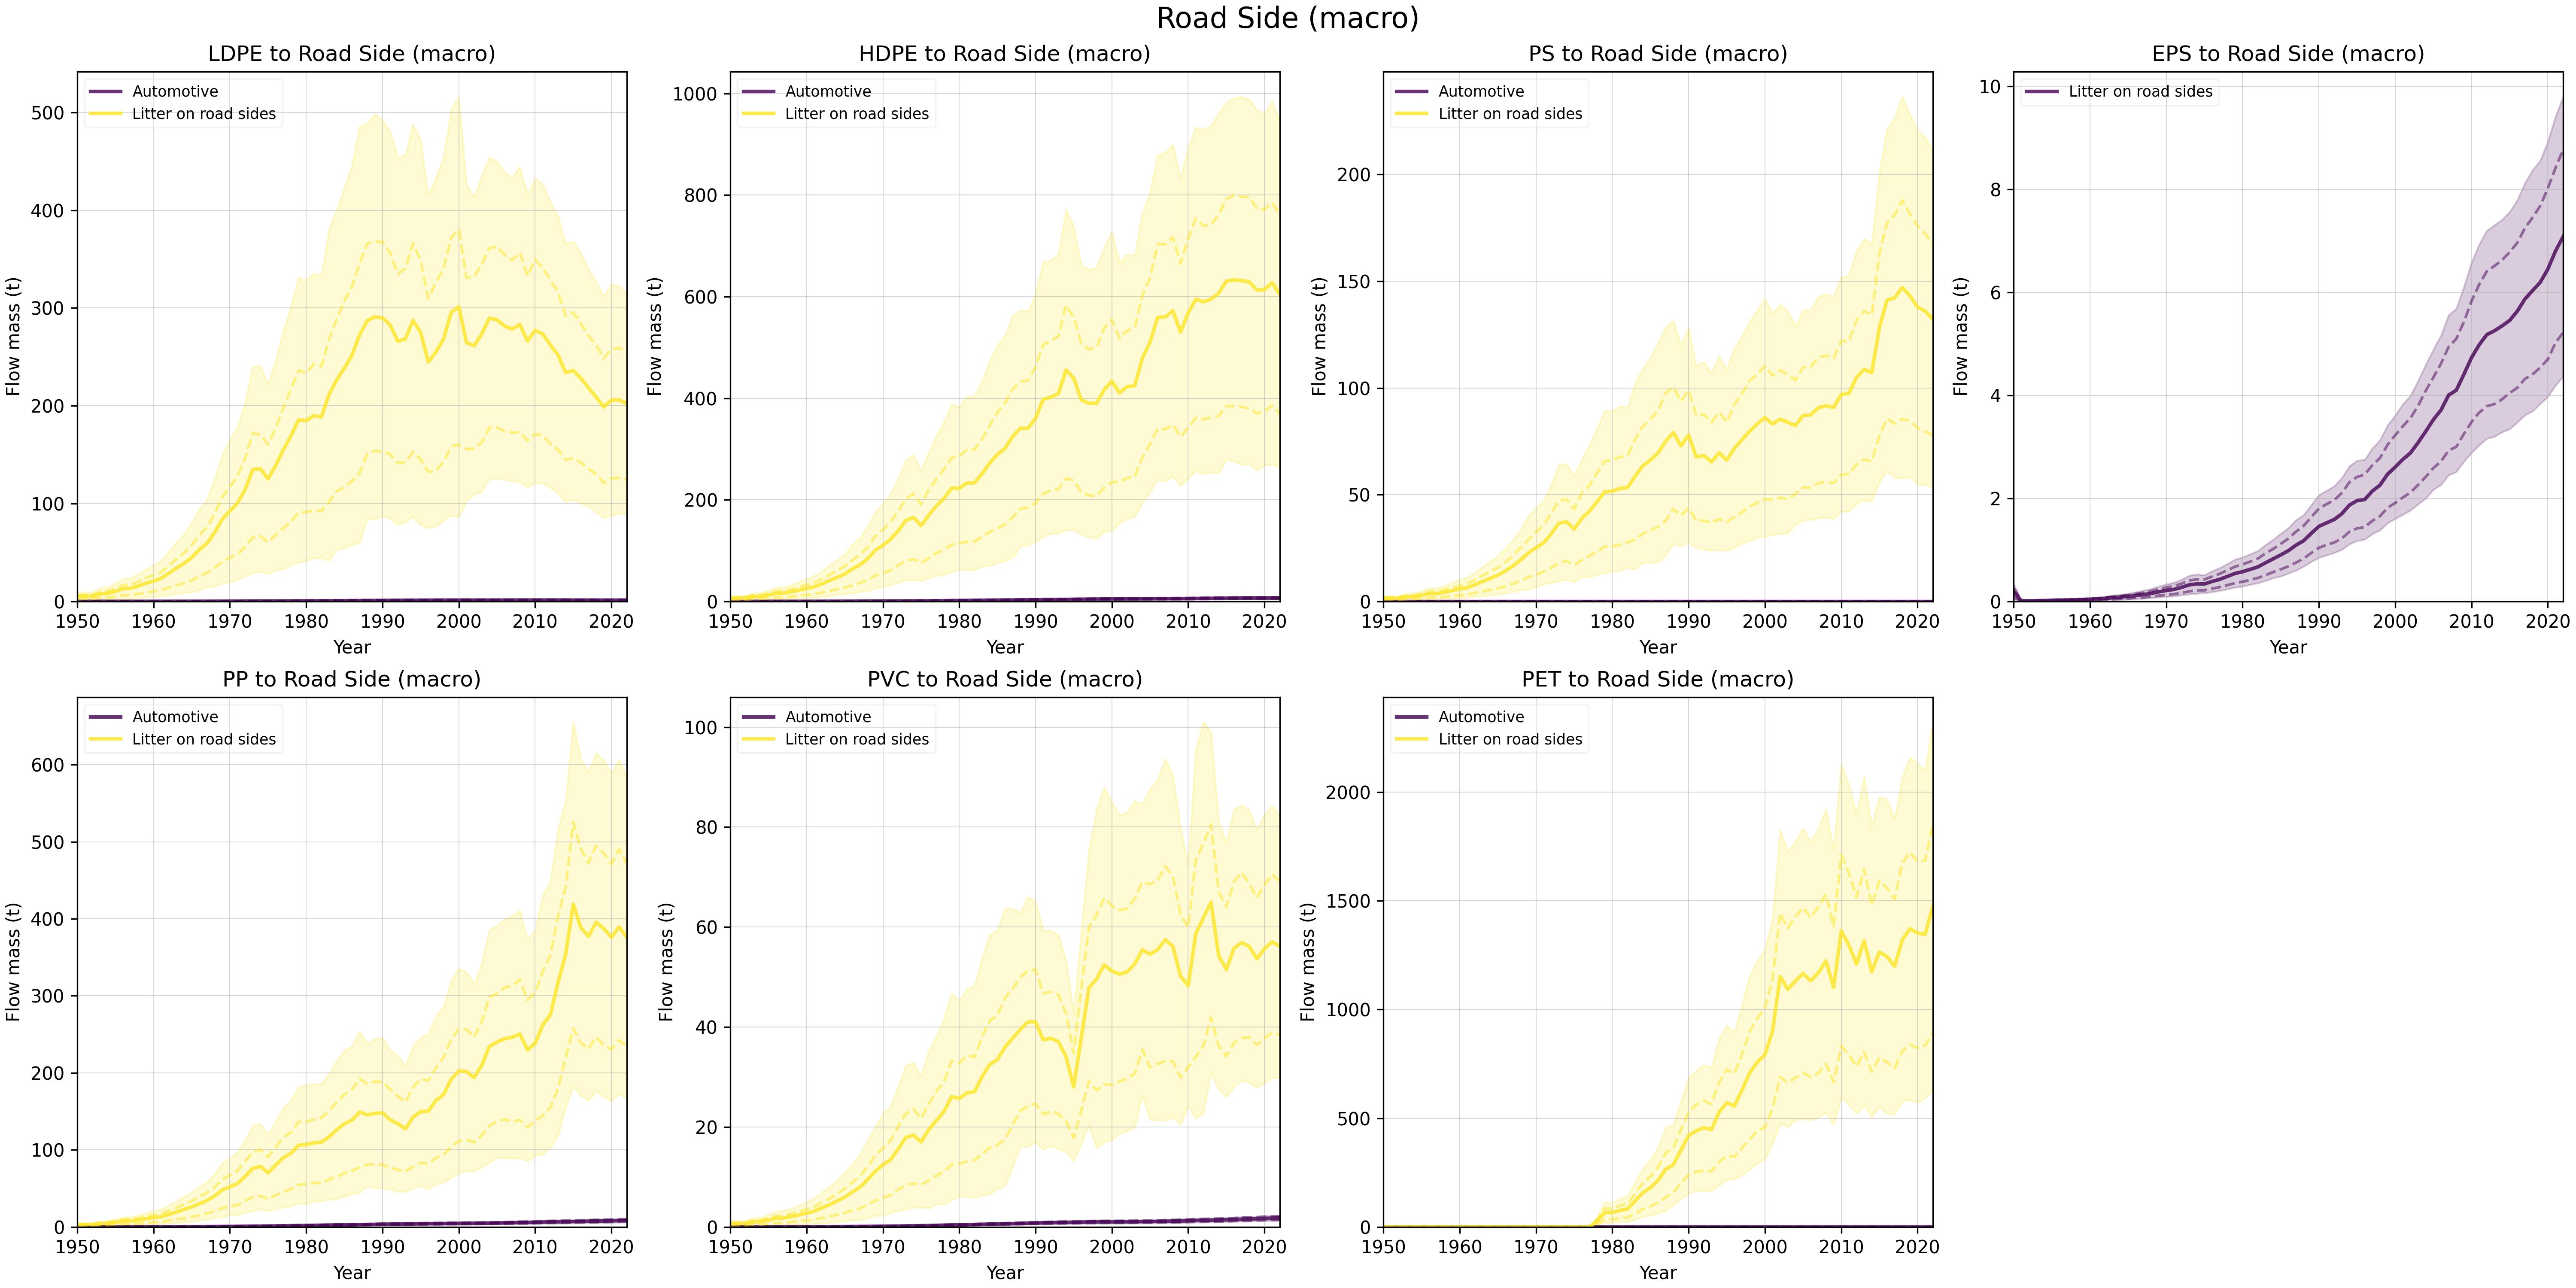 Road Side (macro)
LDPE to Road Side (macro)
Automotive
Litter on road sides
Flow mass (t)
500
400
300
200
100
0
1950 1960 1970 1980 1990 2000 2010 2020
Year
HDPE to Road Side (macro)
Automotive
Litter on road sides
Flow mass (t)
1000
800
600
400
200
0
1950 1960 1970 1980 1990 2000 2010 2020
Year
PS to Road Side (macro)
Automotive
Litter on road sides
Flow mass (t)
200
150
100
50
0
1950 1960 1970 1980 1990 2000 2010 2020
Year
EPS to Road Side (macro)
Litter on road sides
Flow mass (t)
10
8
6
4
2
0
1950 1960 1970 1980 1990 2000 2010 2020
Year
PP to Road Side (macro)
Automotive
Litter on road sides
Flow mass (t)
600
500
400
300
200
100
0
1950 1960 1970 1980 1990 2000 2010 2020
Year
PVC to Road Side (macro)
Automotive
Litter on road sides
Flow mass (t)
100
80
60
40
20
0
1950 1960 1970 1980 1990 2000 2010 2020
Year
PET to Road Side (macro)
Automotive
Litter on road sides
Flow mass (t)
2000
1500
1000
500
0
1950 1960 1970 1980 1990 2000 2010 2020
Year